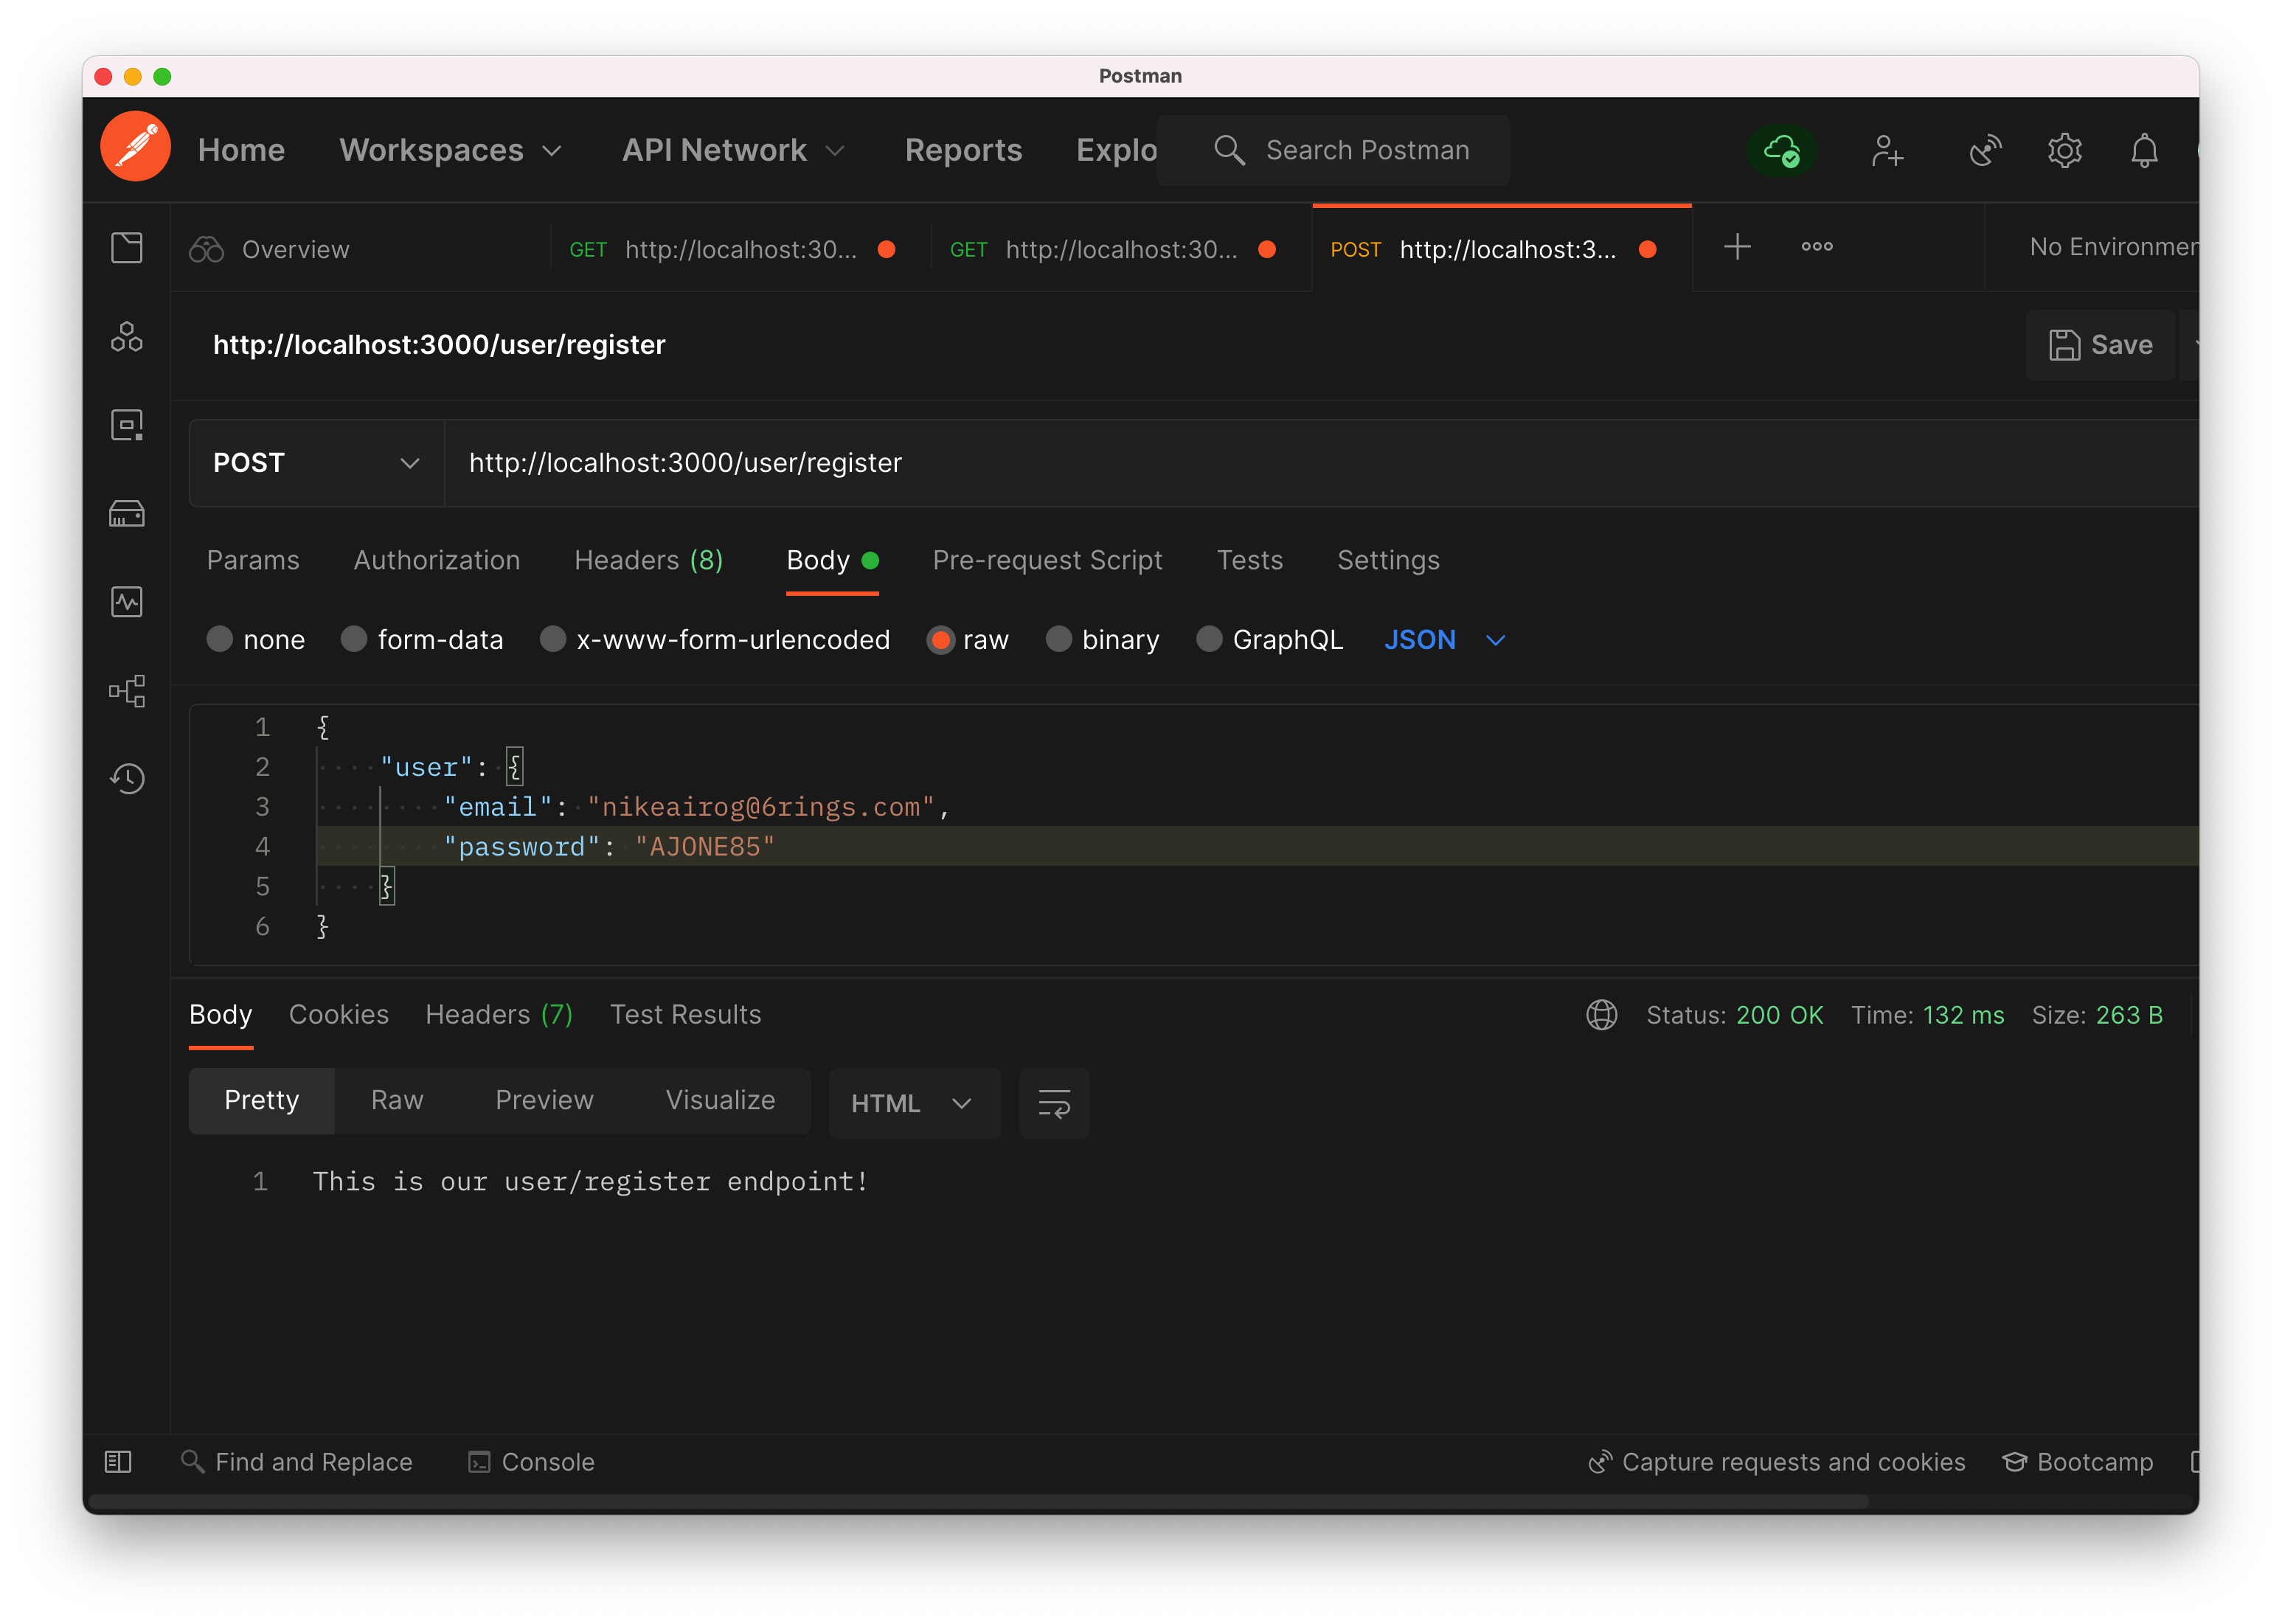 Postman
Home Workspaces API Network Reports Explo Search Postman
Overview GET http://localhost:30... GET http://localhost:30... POST http://localhost:3... No Environmen
http://localhost:3000/user/register Save
POST http://localhost:3000/user/register
Params Authorization Headers (8) Body Pre-request Script Tests Settings
none form-data x-www-form-urlencoded raw binary GraphQL JSON
1 {
2 "user": {
3 "email": "nikeairog@6rings.com",
4 "password": "AJONE85"
5 }
6 }
Body Cookies Headers (7) Test Results Status: 200 OK Time: 132 ms Size: 263 B
Pretty Raw Preview Visualize HTML
1 This is our user/register endpoint!
Find and Replace Console Capture requests and cookies Bootcamp